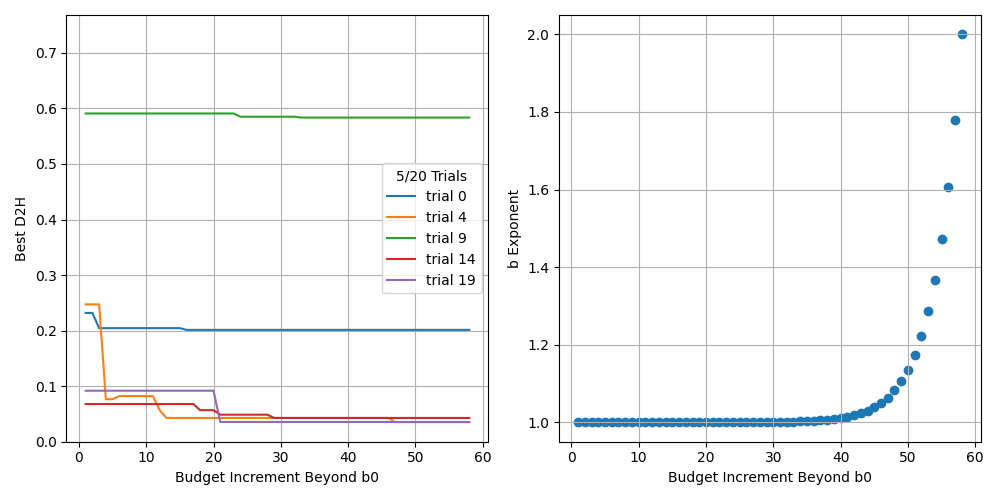 0.7
0.6
0.5
0.4
0.3
0.2
0.1
0.0
Best D2H
0 10 20 30 40 50 60
Budget Increment Beyond b0
5/20 Trials
trial 0
trial 4
trial 9
trial 14
trial 19
2.0
1.8
1.6
1.4
1.2
1.0
b Exponent
0 10 20 30 40 50 60
Budget Increment Beyond b0